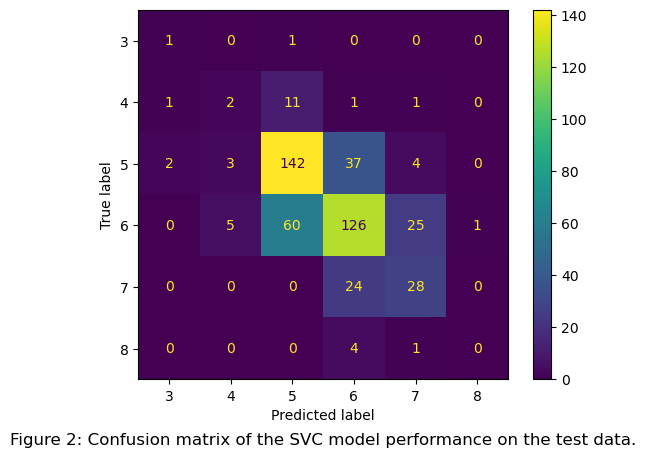 140
3 1 0 1 0 0 0
120
4 1 2 11 1 1 0
100
5 2 3 142 37 4 0
80
True label
6 0 5 60 126 25 1
60
40
7 0 0 0 24 28 0
20
8 0 0 0 4 1 0
0
3 4 5 6 7 8
Predicted label
Figure 2: Confusion matrix of the SVC model performance on the test data.